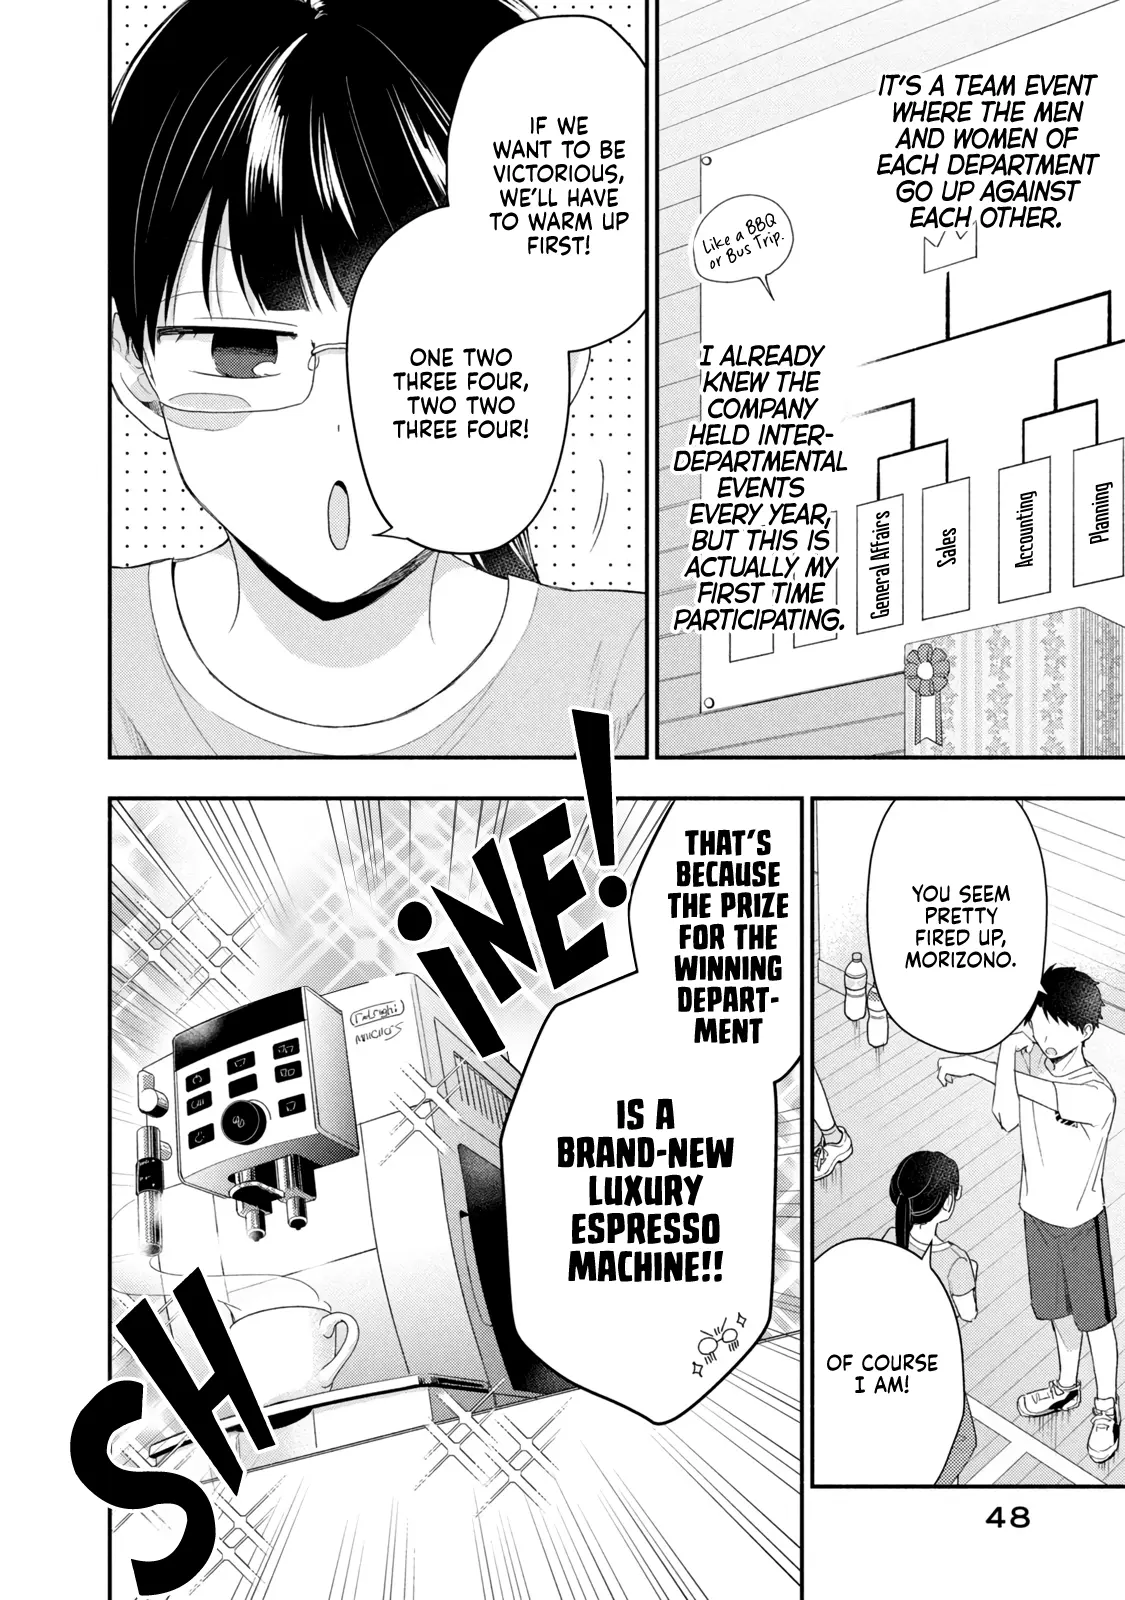 IT'S A TEAM EVENT
WHERE THE MEN
AND WOMEN OF
EACH DEPARTMENT
GO UP AGAINST
EACH OTHER.
Like a BBQ
or Bus Trip.
I ALREADY
KNEW THE
COMPANY
HELD INTER-
DEPARTMENTAL
EVENTS
EVERY YEAR,
BUT THIS IS
ACTUALLY MY
FIRST TIME
PARTICIPATING.
General Affairs
Sales
Accounting
Planning
IF WE
WANT TO BE
VICTORIOUS,
WE'LL HAVE
TO WARM UP
FIRST!
ONE TWO
THREE FOUR,
TWO TWO
THREE FOUR!
YOU SEEM
PRETTY
FIRED UP,
MORIZONO.
OF COURSE
I AM!
THAT'S
BECAUSE
THE PRIZE
FOR THE
WINNING
DEPART-
MENT
IS A
BRAND-NEW
LUXURY
ESPRESSO
MACHINE!!
SH
iNE!
48